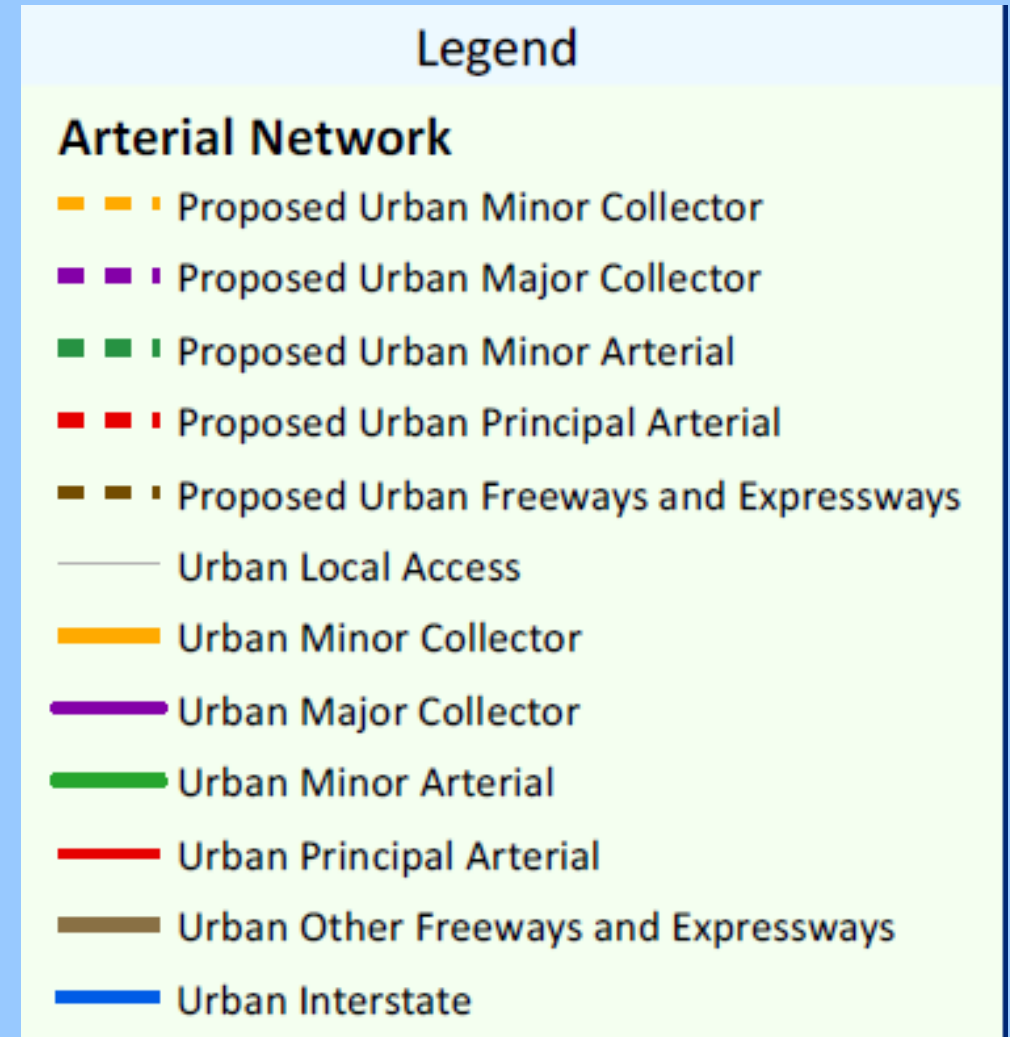 Legend
Arterial Network
Proposed Urban Minor Collector
Proposed Urban Major Collector
Proposed Urban Minor Arterial
Proposed Urban Principal Arterial
Proposed Urban Freeways and Expressways
Urban Local Access
Urban Minor Collector
Urban Major Collector
Urban Minor Arterial
Urban Principal Arterial
Urban Other Freeways and Expressways
Urban Interstate